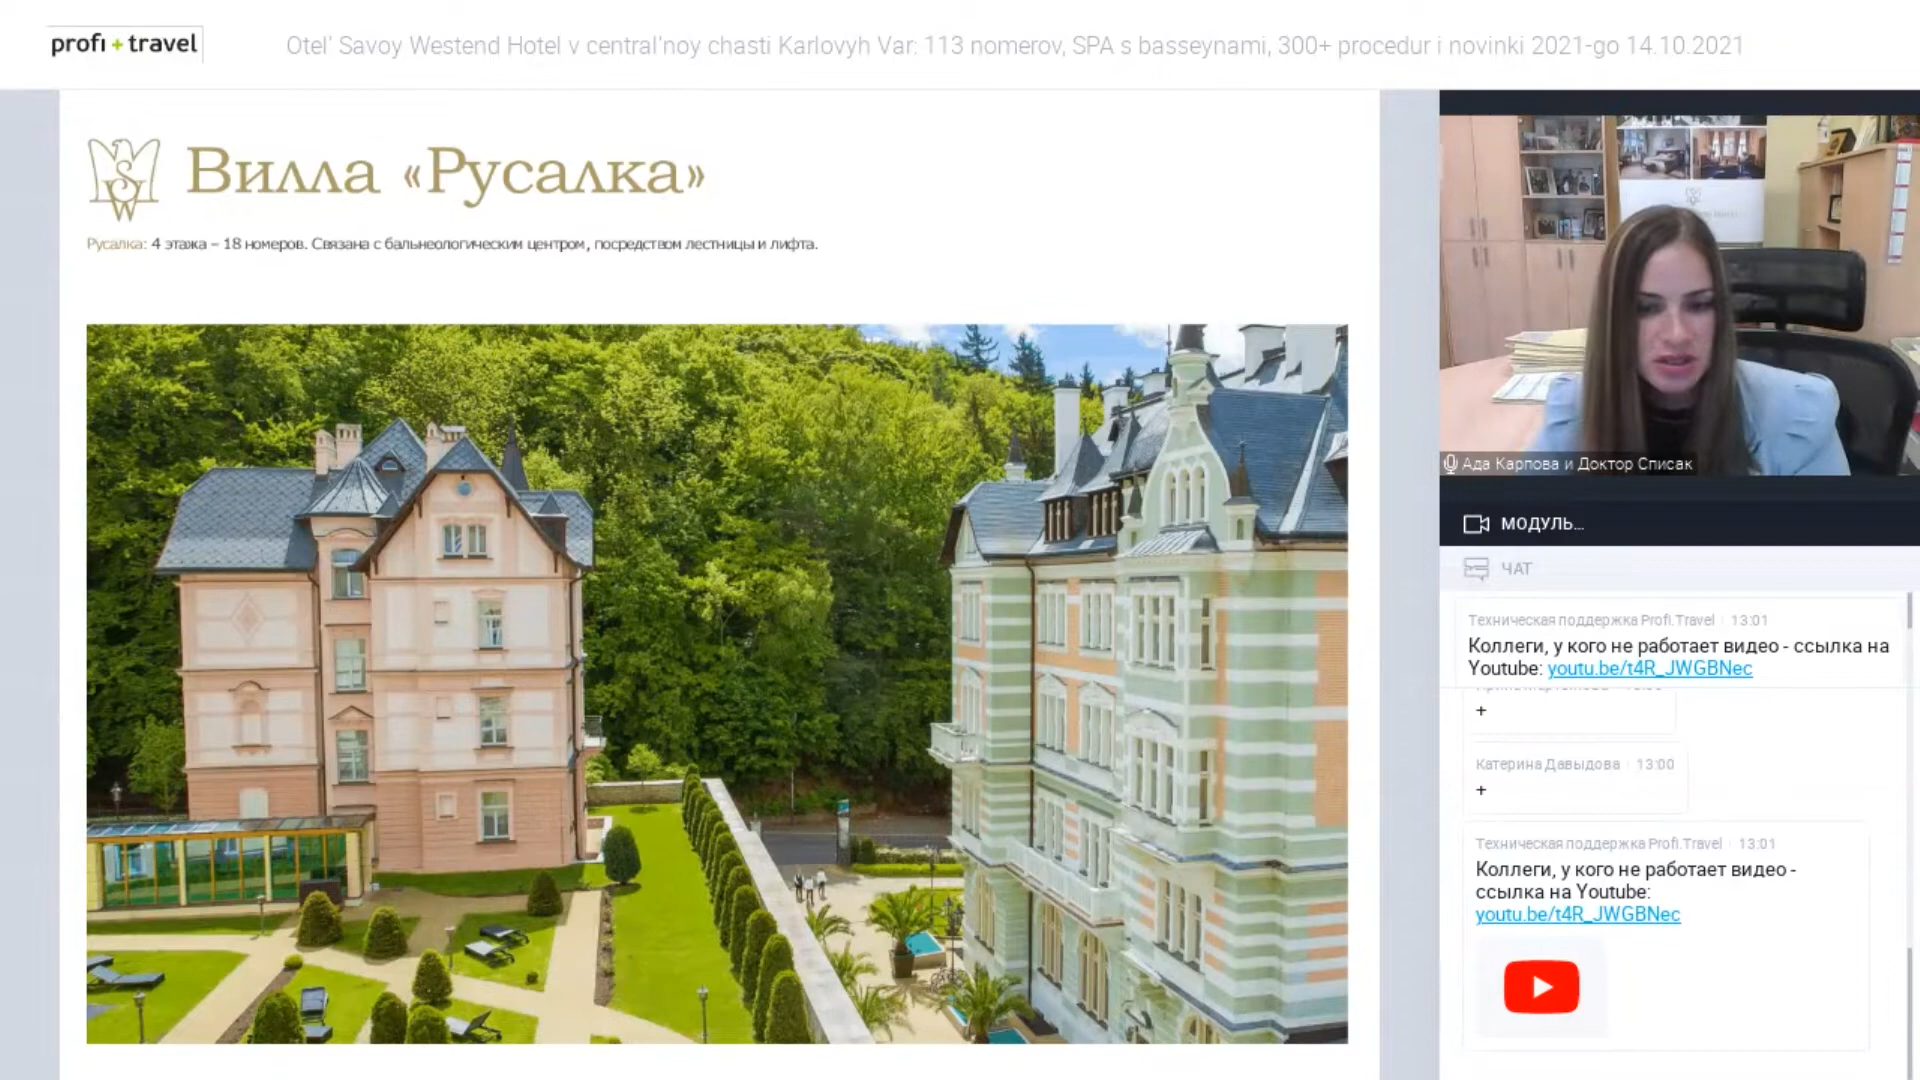 profi + travel
Otel' Savoy Westend Hotel v central'noy chasti Karlovyh Var: 113 nomerov, SPA s basseynami, 300+ procedur i novinki 2021-go 14.10.2021
Вилла «Русалка»
Русалка: 4 этажа – 18 номеров. Связана с бальнеологическим центром, посредством лестницы и лифта.
Ада Карпова и Доктор Списак
МОДУЛЬ...
ЧАТ
Техническая поддержка Profi.Travel · 13:01
Коллеги, у кого не работает видео - ссылка на
Youtube: youtu.be/t4R_JWGBNec
+
Катерина Давыдова · 13:00
+
Техническая поддержка Profi.Travel · 13:01
Коллеги, у кого не работает видео -
ссылка на Youtube:
youtu.be/t4R_JWGBNec